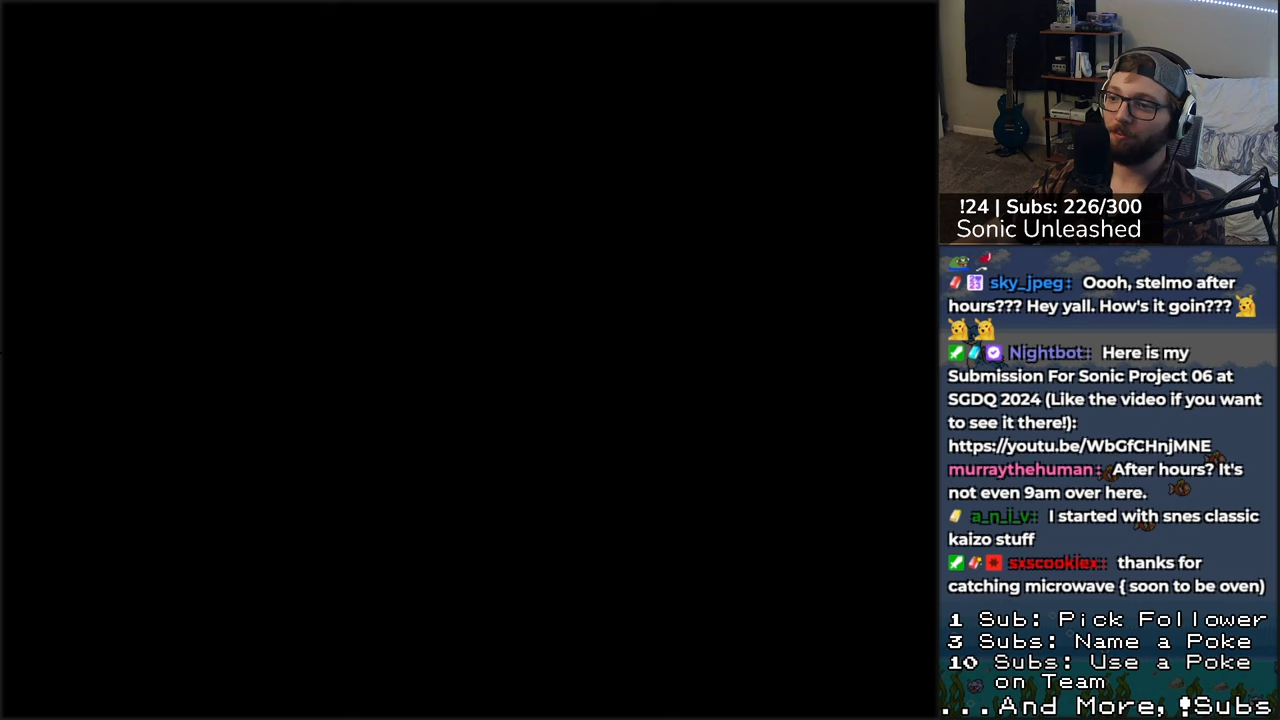 !24 | Subs: 226/300
Sonic Unleashed
sky_jpeg: Oooh, stelmo after
hours??? Hey yall. How's it goin???
Nightbot: Here is my
Submission For Sonic Project 06 at
SGDQ 2024 (Like the video if you want
to see it there!):
https://youtu.be/WbGfCHnjMNE
murraythehuman: After hours? It's
not even 9am over here.
a_n_i_v: I started with snes classic
kaizo stuff
sxscookiex: thanks for
catching microwave ( soon to be oven)
1 Sub: Pick Follower
3 Subs: Name a Poke
10 Subs: Use a Poke
on Team
...And More, !Subs